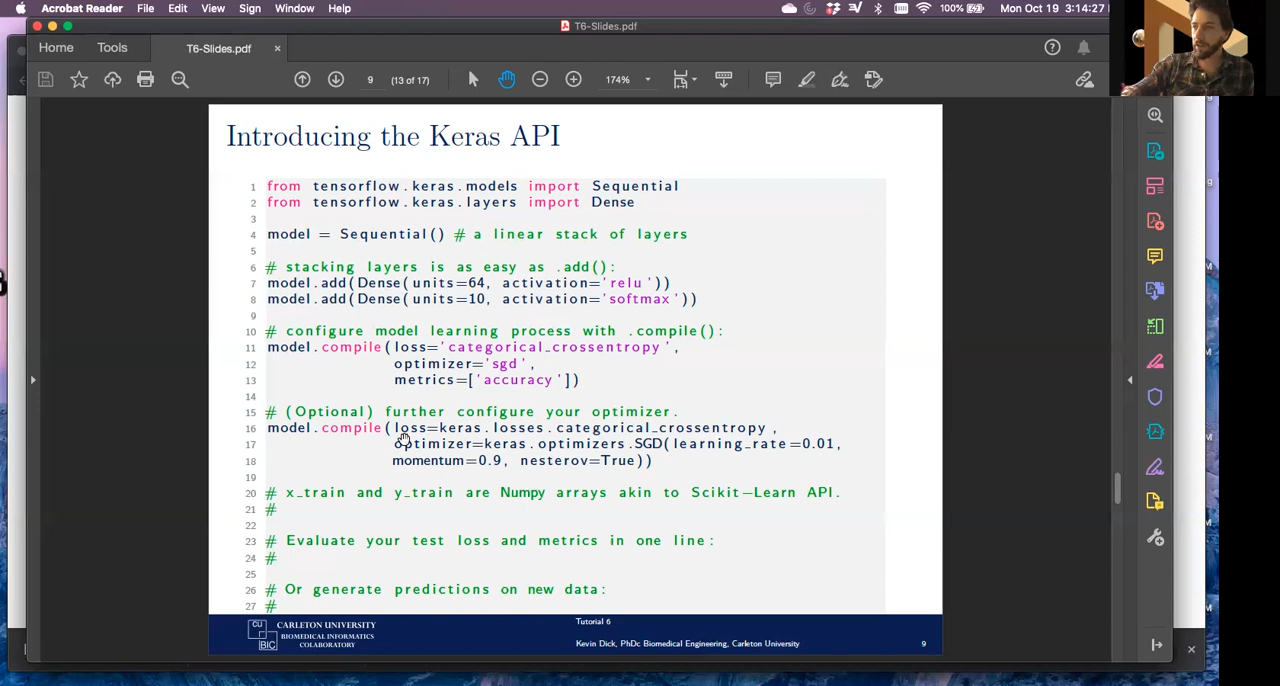 Acrobat Reader File Edit View Sign Window Help 100% Mon Oct 19 3:14:27
T6-Slides.pdf
Home Tools T6-Slides.pdf ×
9 (13 of 17) 174%
Introducing the Keras API
1 from tensorflow.keras.models import Sequential
2 from tensorflow.keras.layers import Dense
3
4 model = Sequential() # a linear stack of layers
5
6 # stacking layers is as easy as .add():
7 model.add(Dense(units=64, activation='relu'))
8 model.add(Dense(units=10, activation='softmax'))
9
10 # configure model learning process with .compile():
11 model.compile(loss='categorical_crossentropy',
12 optimizer='sgd',
13 metrics=['accuracy'])
14
15 # (Optional) further configure your optimizer.
16 model.compile(loss=keras.losses.categorical_crossentropy,
17 optimizer=keras.optimizers.SGD(learning_rate=0.01,
18 momentum=0.9, nesterov=True))
19
20 # x_train and y_train are Numpy arrays akin to Scikit-Learn API.
21 #
22
23 # Evaluate your test loss and metrics in one line:
24 #
25
26 # Or generate predictions on new data:
27 #
CU BIC
CARLETON UNIVERSITY
BIOMEDICAL INFORMATICS
COLABORATORY
Tutorial 6
Kevin Dick, PhDc Biomedical Engineering, Carleton University 9